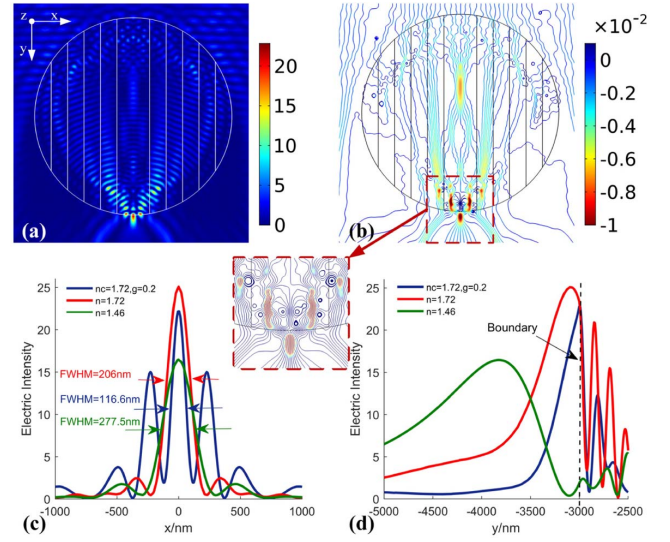 z
x
y
20
15
10
5
0
(a)
×10⁻²
0
-0.2
-0.4
-0.6
-0.8
-1
(b)
nc=1.72,g=0.2
n=1.72
n=1.46
FWHM=206nm
FWHM=116.6nm
FWHM=277.5nm
Electric Intensity
25
20
15
10
5
0
-1000
-500
0
500
1000
x/nm
(c)
nc=1.72,g=0.2
n=1.72
n=1.46
Boundary
Electric Intensity
25
20
15
10
5
0
-5000
-4000
-3000
-2500
y/nm
(d)